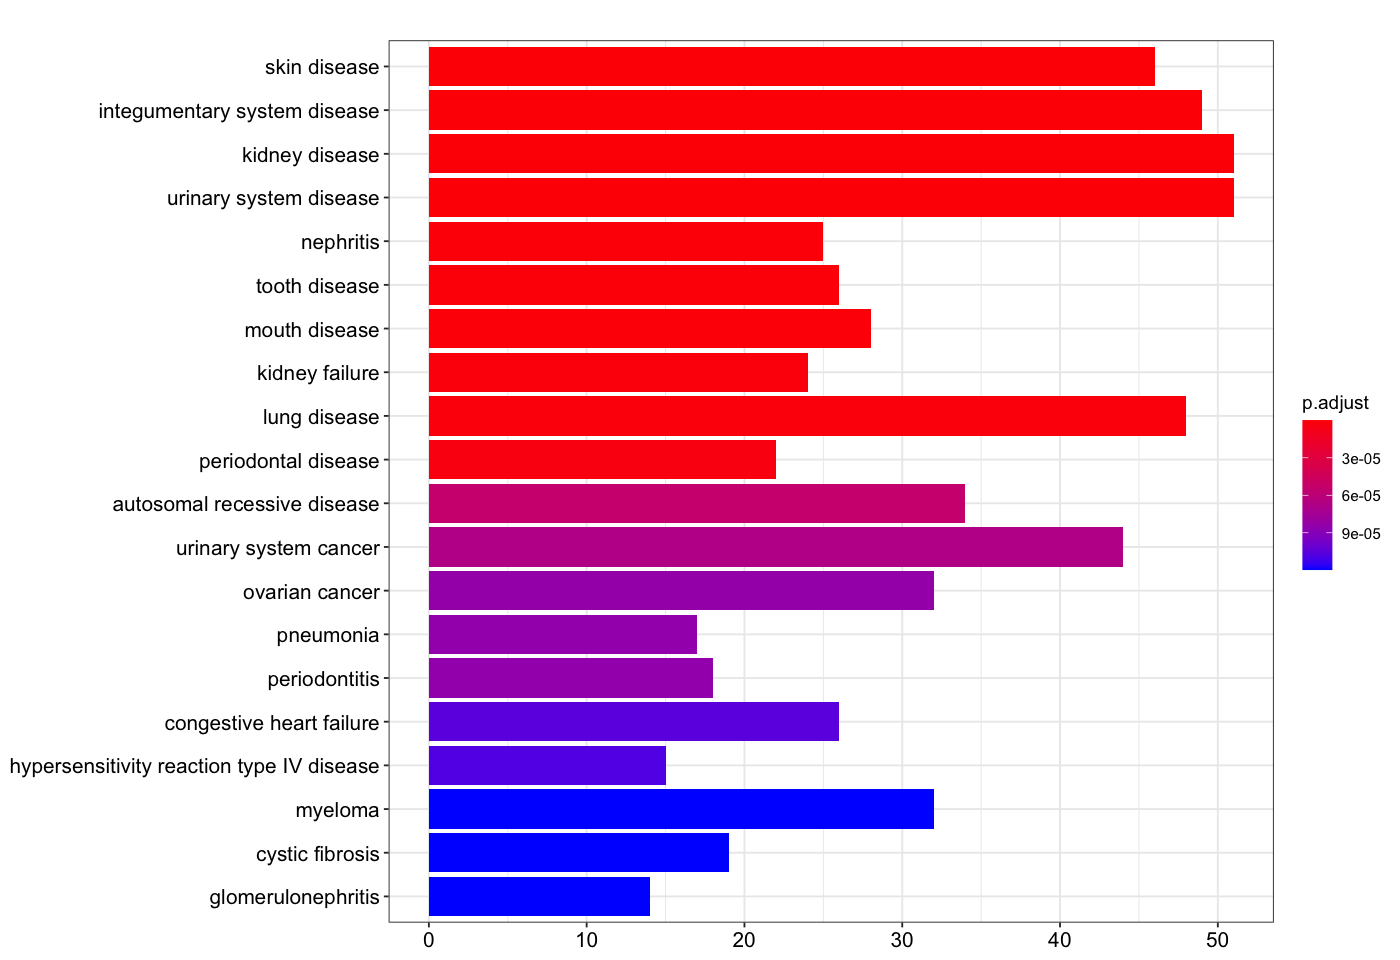 skin disease
integumentary system disease
kidney disease
urinary system disease
nephritis
tooth disease
mouth disease
kidney failure
lung disease
periodontal disease
autosomal recessive disease
urinary system cancer
ovarian cancer
pneumonia
periodontitis
congestive heart failure
hypersensitivity reaction type IV disease
myeloma
cystic fibrosis
glomerulonephritis
0 10 20 30 40 50
p.adjust
3e-05
6e-05
9e-05